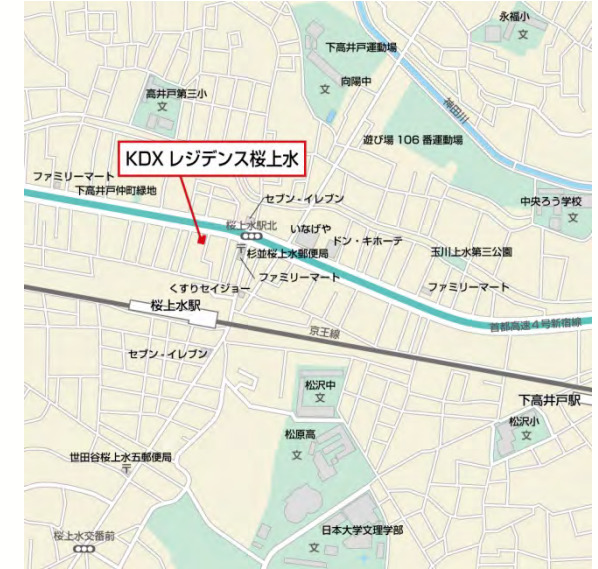 永福小
文
下高井戸運動場
文
向陽中
高井戸第三小
文
神田川
遊び場 106 番運動場
KDX レジデンス桜上水
ファミリーマート
下高井戸仲町緑地
セブン - イレブン
中央ろう学校
文
桜上水駅北
いなげや
ドン・キホーテ
杉並桜上水郵便局
玉川上水第三公園
ファミリーマート
くすりセイジョー
ファミリーマート
桜上水駅
首都高速4号新宿線
京王線
セブン - イレブン
松沢中
文
下高井戸駅
松沢小
文
松原高
文
世田谷桜上水五郵便局
〒
日本大学文理学部
文
桜上水交番前